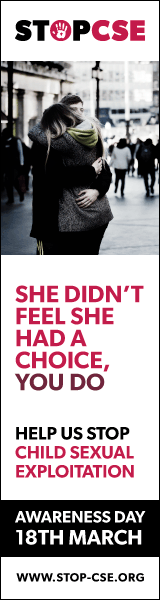 STOPCSE
SHE DIDN'T
FEEL SHE
HAD A
CHOICE,
YOU DO
HELP US STOP
CHILD SEXUAL
EXPLOITATION
AWARENESS DAY
18TH MARCH
WWW.STOP-CSE.ORG